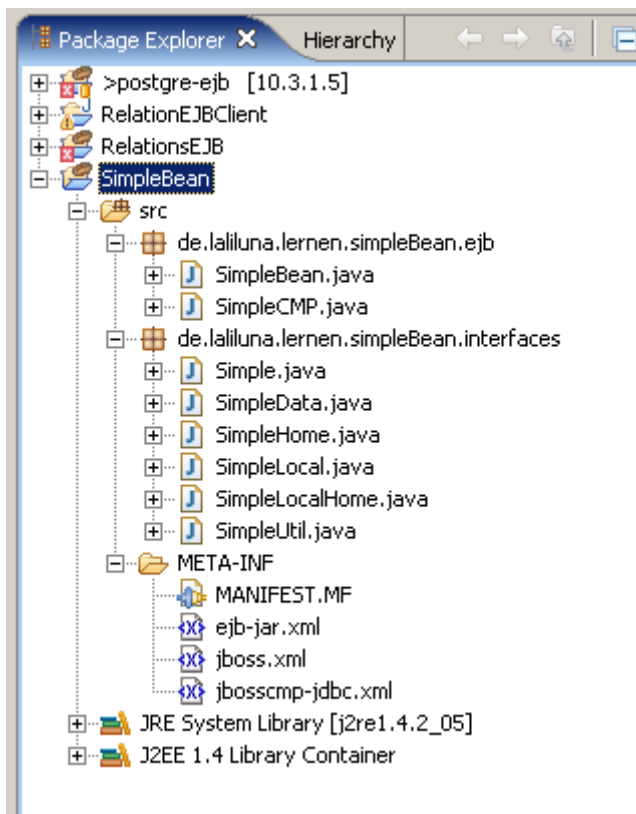 Package Explorer Hierarchy
>postgre-ejb [10.3.1.5]
RelationEJBClient
RelationsEJB
SimpleBean
src
de.laliluna.lernen.simpleBean.ejb
SimpleBean.java
SimpleCMP.java
de.laliluna.lernen.simpleBean.interfaces
Simple.java
SimpleData.java
SimpleHome.java
SimpleLocal.java
SimpleLocalHome.java
SimpleUtil.java
META-INF
MANIFEST.MF
ejb-jar.xml
jboss.xml
jbosscmp-jdbc.xml
JRE System Library [j2re1.4.2_05]
J2EE 1.4 Library Container